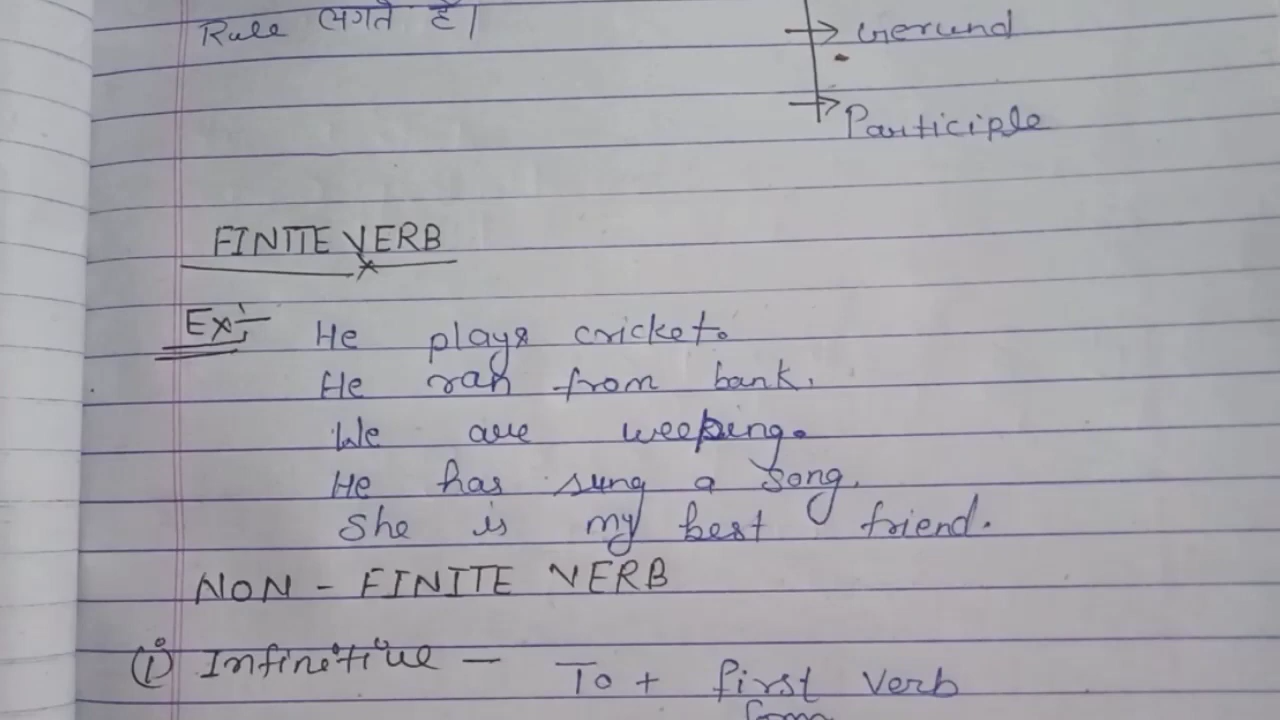 Rule लगते हैं।
Gerund
Participle
FINITE VERB
Ex:-
He plays cricket.
He ran from bank.
We are weeping.
He has sung a song.
She is my best friend.
NON - FINITE VERB
(i) Infinitive - To + first verb
form